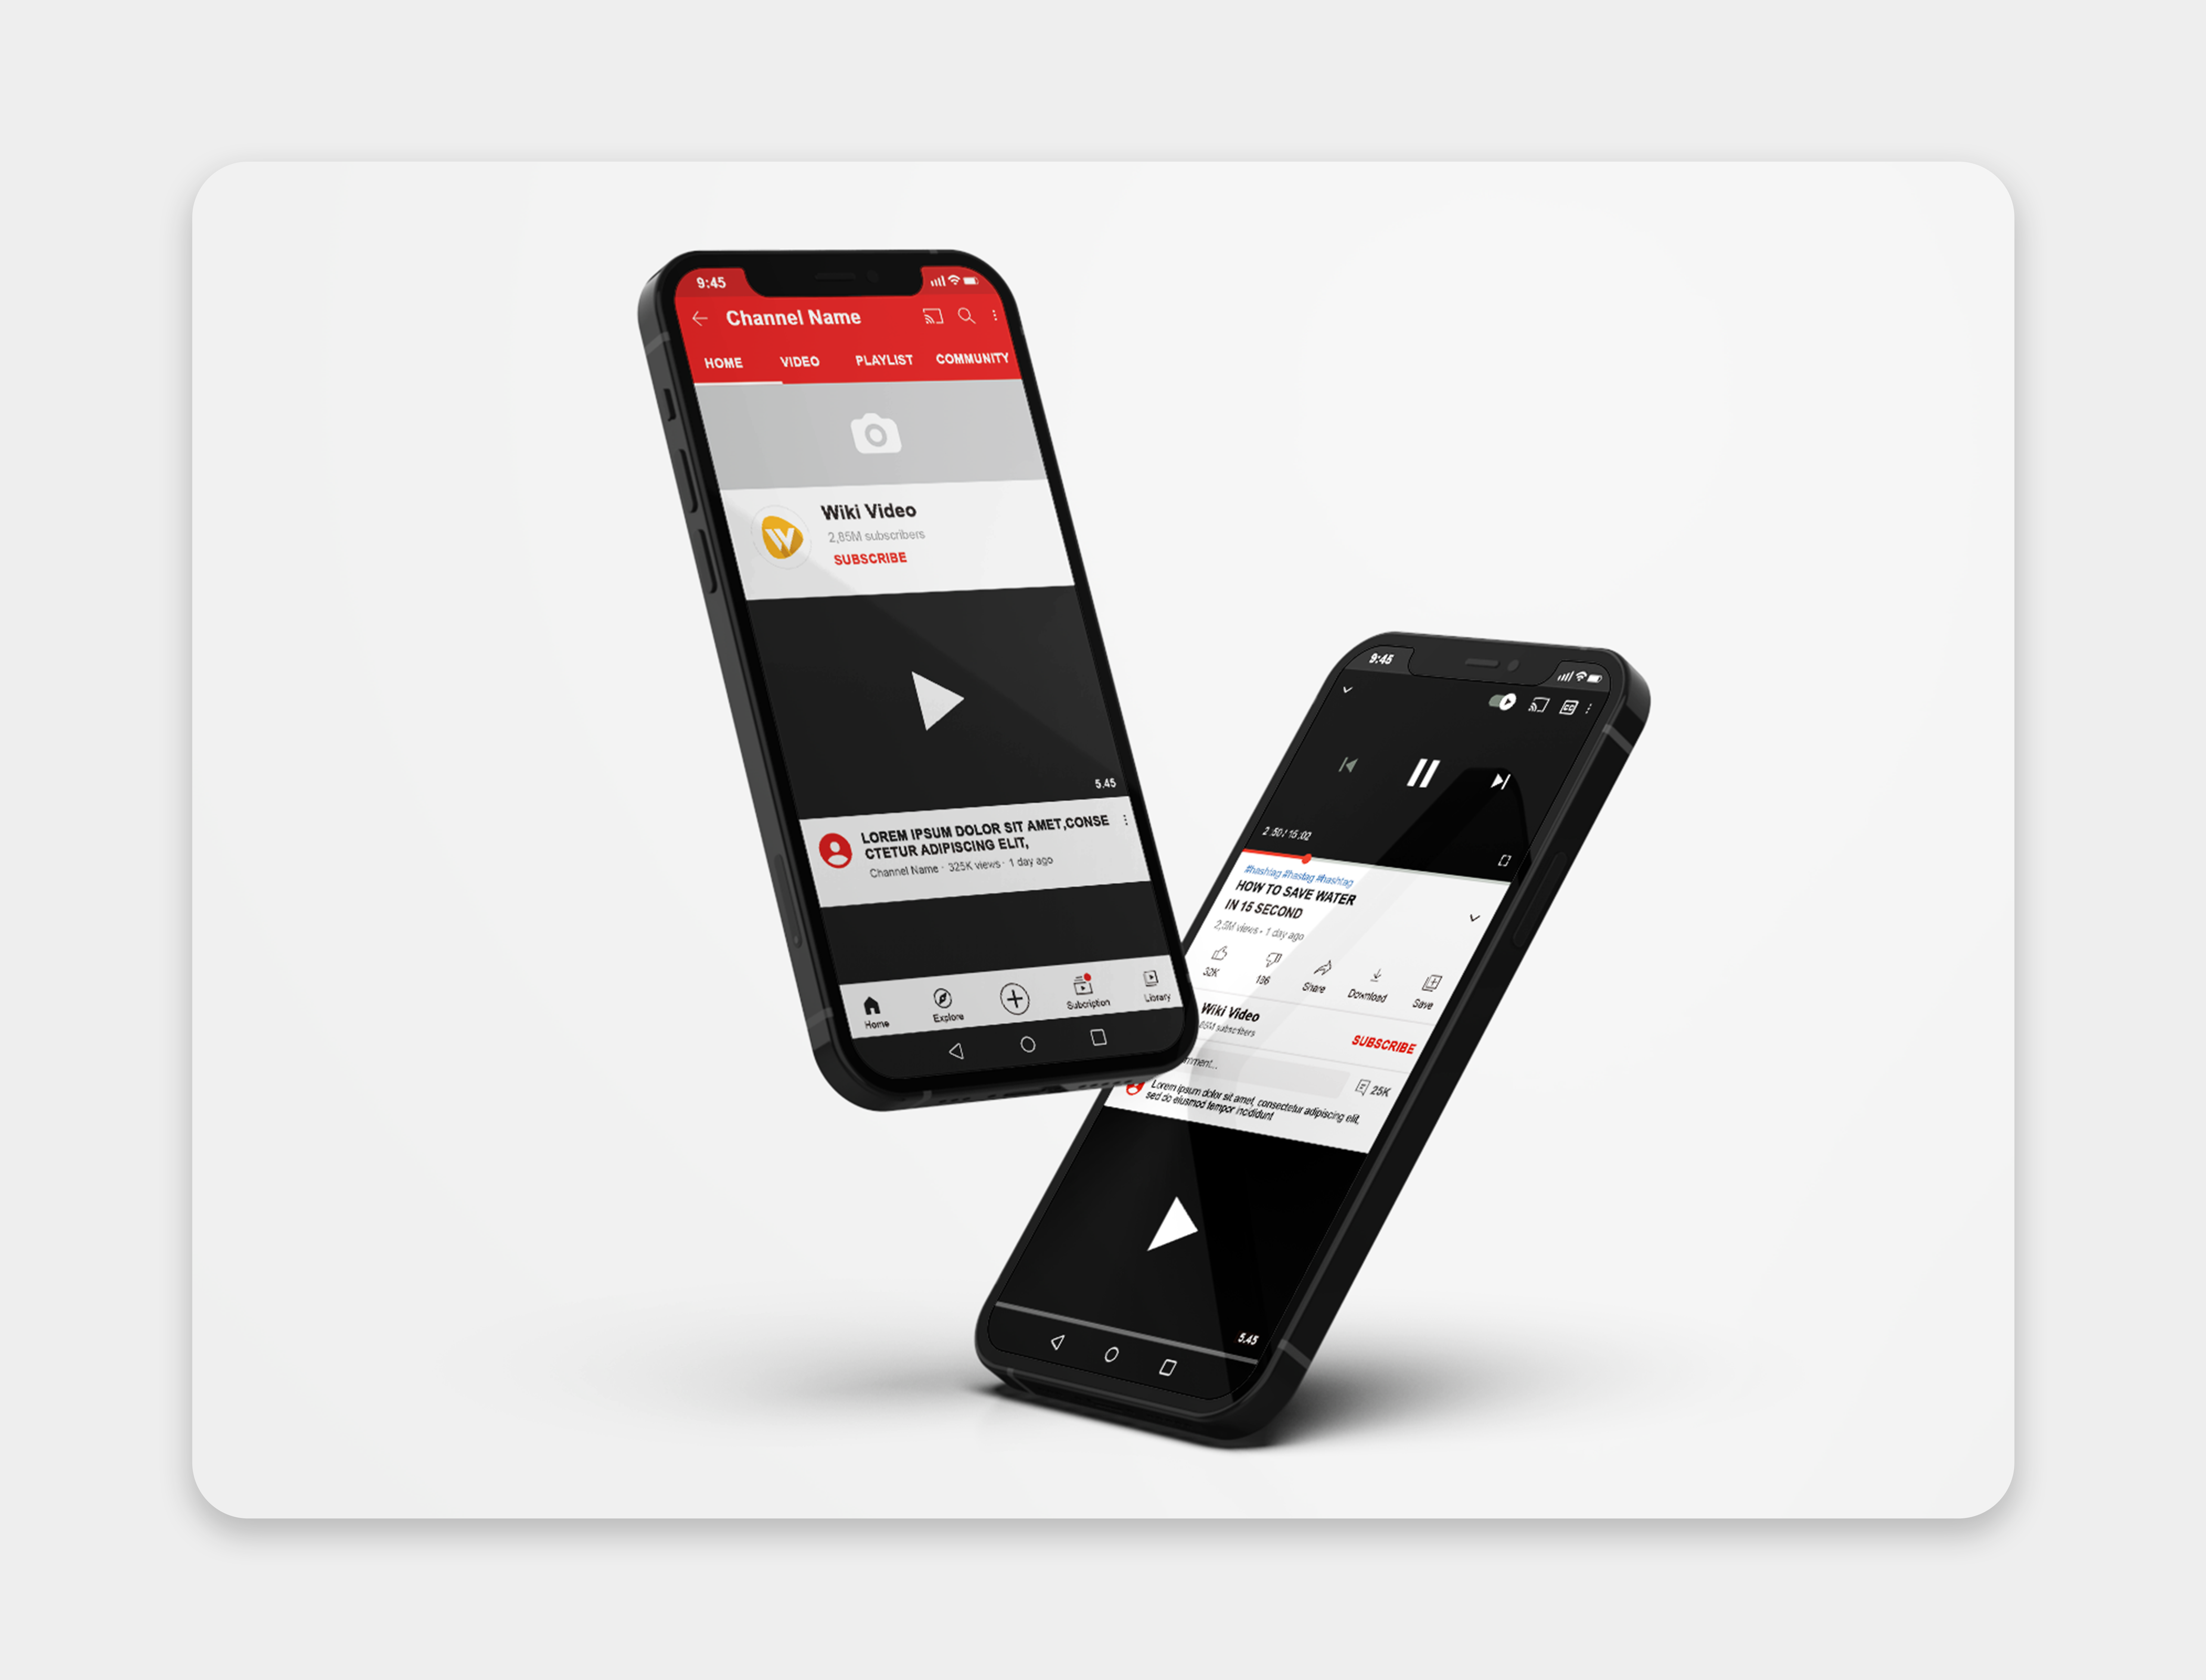 9:45
Channel Name
HOME VIDEO PLAYLIST COMMUNITY
Wiki Video
2,85M subscribers
SUBSCRIBE
5.45
LOREM IPSUM DOLOR SIT AMET,CONSE
CTETUR ADIPISCING ELIT,
Channel Name · 325K views · 1 day ago
Home Explore Subcription Library
9:45
CC
2:50 / 15:02
#hashtag #hastag #hashtag
HOW TO SAVE WATER
IN 15 SECOND
2,5M views • 1 day ago
32K 196 Share Download Save
Wiki Video
85M subscribers
SUBSCRIBE
mment...
25K
Lorem ipsum dolor sit amet, consectetur adipiscing elit,
sed do eiusmod tempor incididunt
5.45